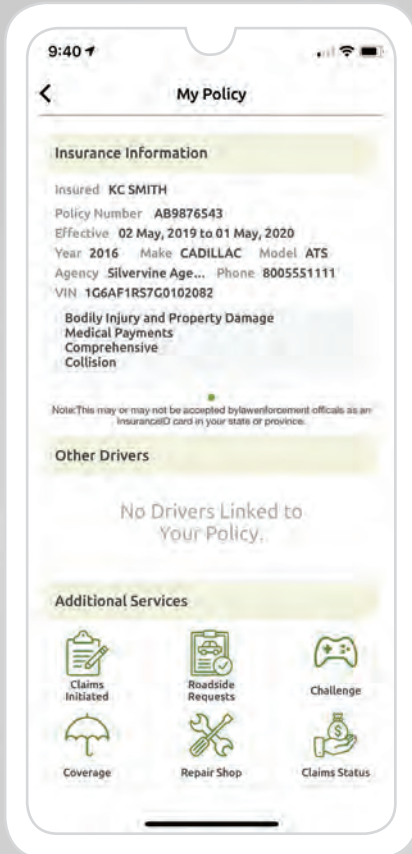 9:40
My Policy
Insurance Information
Insured KC SMITH
Policy Number AB9876543
Effective 02 May, 2019 to 01 May, 2020
Year 2016 Make CADILLAC Model ATS
Agency Silvervine Age... Phone 8005551111
VIN 1G6AF1RS7G0102082
Bodily Injury and Property Damage
Medical Payments
Comprehensive
Collision
Note:This may or may not be accepted bylawenforcement officals as an
InsuranceID card in your state or province.
Other Drivers
No Drivers Linked to
Your Policy.
Additional Services
Claims
Initiated
Roadside
Requests
Challenge
Coverage
Repair Shop
Claims Status